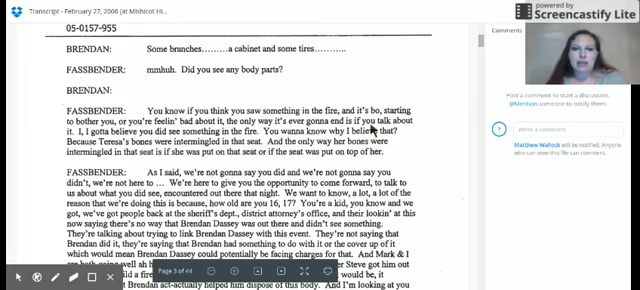 Transcript - February 27, 2006 (at Mishicot Hi...
powered by
Screencastify Lite
05-0157-955
Comments
BRENDAN: Some branches.........a cabinet and some tires..........
FASSBENDER: mmhuh. Did you see any body parts?
BRENDAN:
FASSBENDER: You know if you think you saw something in the fire, and it's bo, starting
to bother you, or you're feelin' bad about it, the only way it's ever gonna end is if you talk about
it. I, I gotta believe you did see something in the fire. You wanna know why I believe that?
Because Teresa's bones were intermingled in that seat. And the only way her bones were
intermingled in that seat is if she was put on that seat or if the seat was put on top of her.
FASSBENDER: As I said, we're not gonna say you did and we're not gonna say you
didn't, we're not here to ... We're here to give you the opportunity to come forward, to talk to
us about what you did see, encountered out there that night. We want to know, a lot, a lot of the
reason that we're doing this is because, how old are you 16, 17? You're a kid, you know and we
got, we've got people back at the sheriff's dept., district attorney's office, and their lookin' at this
now saying there's no way that Brendan Dassey was out there and didn't see something.
They're talking about trying to link Brendan Dassey with this event. They're not saying that
Brendan did it, they're saying that Brendan had something to do with it or the cover up of it
which would mean Brendan Dassey could potentially be facing charges for that. And Mark & I
are both going well ah
er Steve got him out
ild a fire
would be, it
t Brendan act-actually helped him dispose of this body. And I'm looking at you
Page 3 of 44
Post a comment to start a discussion.
@Mention someone to notify them.
Write a comment...
Matthew Wallock will be notified. Anyone
who can view this file can comment.